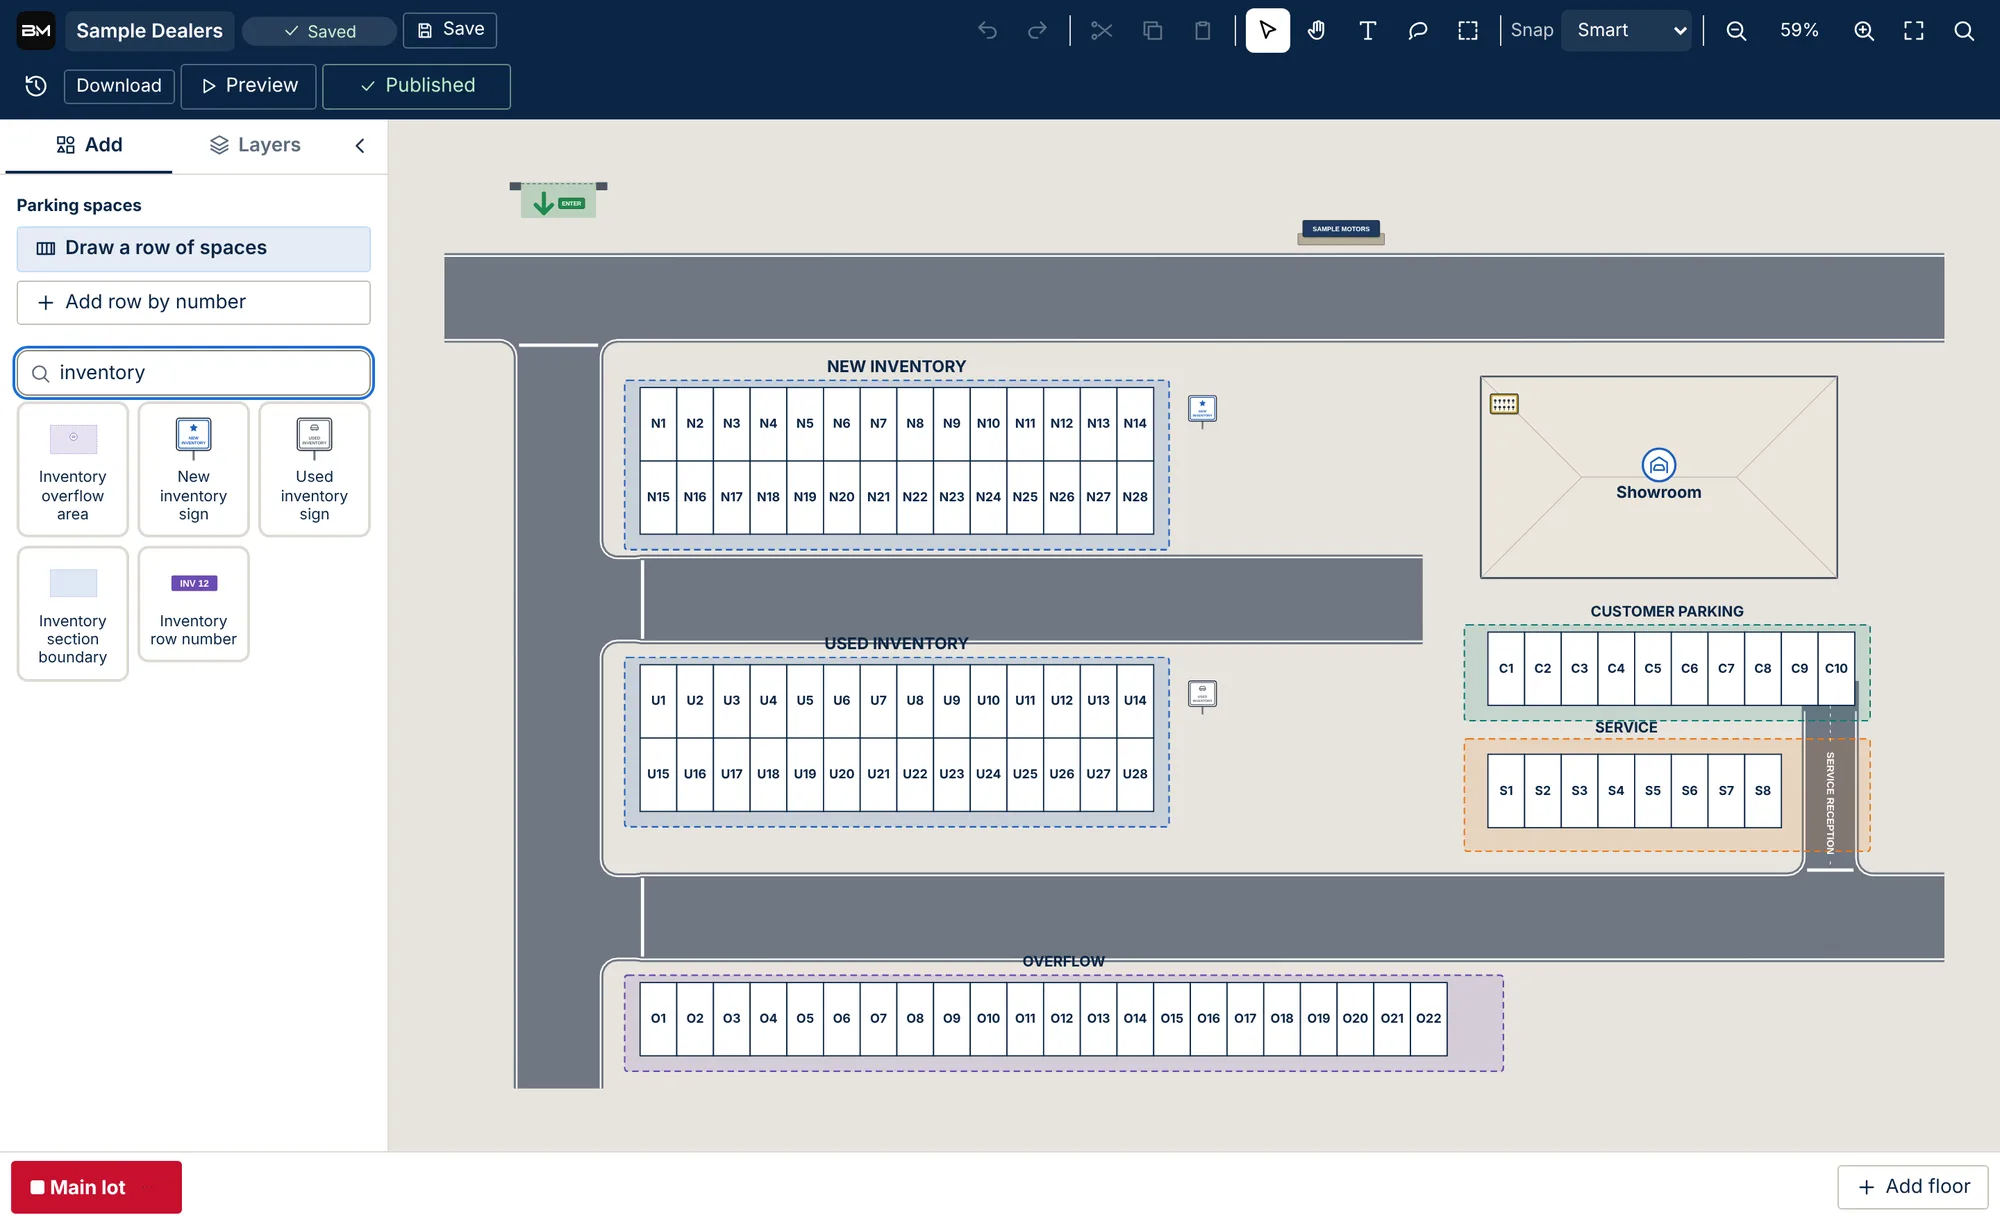 BM
Sample Dealers
Saved
Save
Snap
Smart
59%
Download
Preview
Published
Add
Layers
Parking spaces
Draw a row of spaces
Add row by number
inventory
NEW INVENTORY
Inventory overflow area
USED INVENTORY
New inventory sign
Used inventory sign
Inventory section boundary
INV 12
Inventory row number
ENTER
SAMPLE MOTORS
NEW INVENTORY
N1 N2 N3 N4 N5 N6 N7 N8 N9 N10 N11 N12 N13 N14
N15 N16 N17 N18 N19 N20 N21 N22 N23 N24 N25 N26 N27 N28
NEW INVENTORY
Showroom
USED INVENTORY
U1 U2 U3 U4 U5 U6 U7 U8 U9 U10 U11 U12 U13 U14
U15 U16 U17 U18 U19 U20 U21 U22 U23 U24 U25 U26 U27 U28
CUSTOMER PARKING
C1 C2 C3 C4 C5 C6 C7 C8 C9 C10
SERVICE
S1 S2 S3 S4 S5 S6 S7 S8
SERVICE RECEPTION
OVERFLOW
O1 O2 O3 O4 O5 O6 O7 O8 O9 O10 O11 O12 O13 O14 O15 O16 O17 O18 O19 O20 O21 O22
Main lot
Add floor